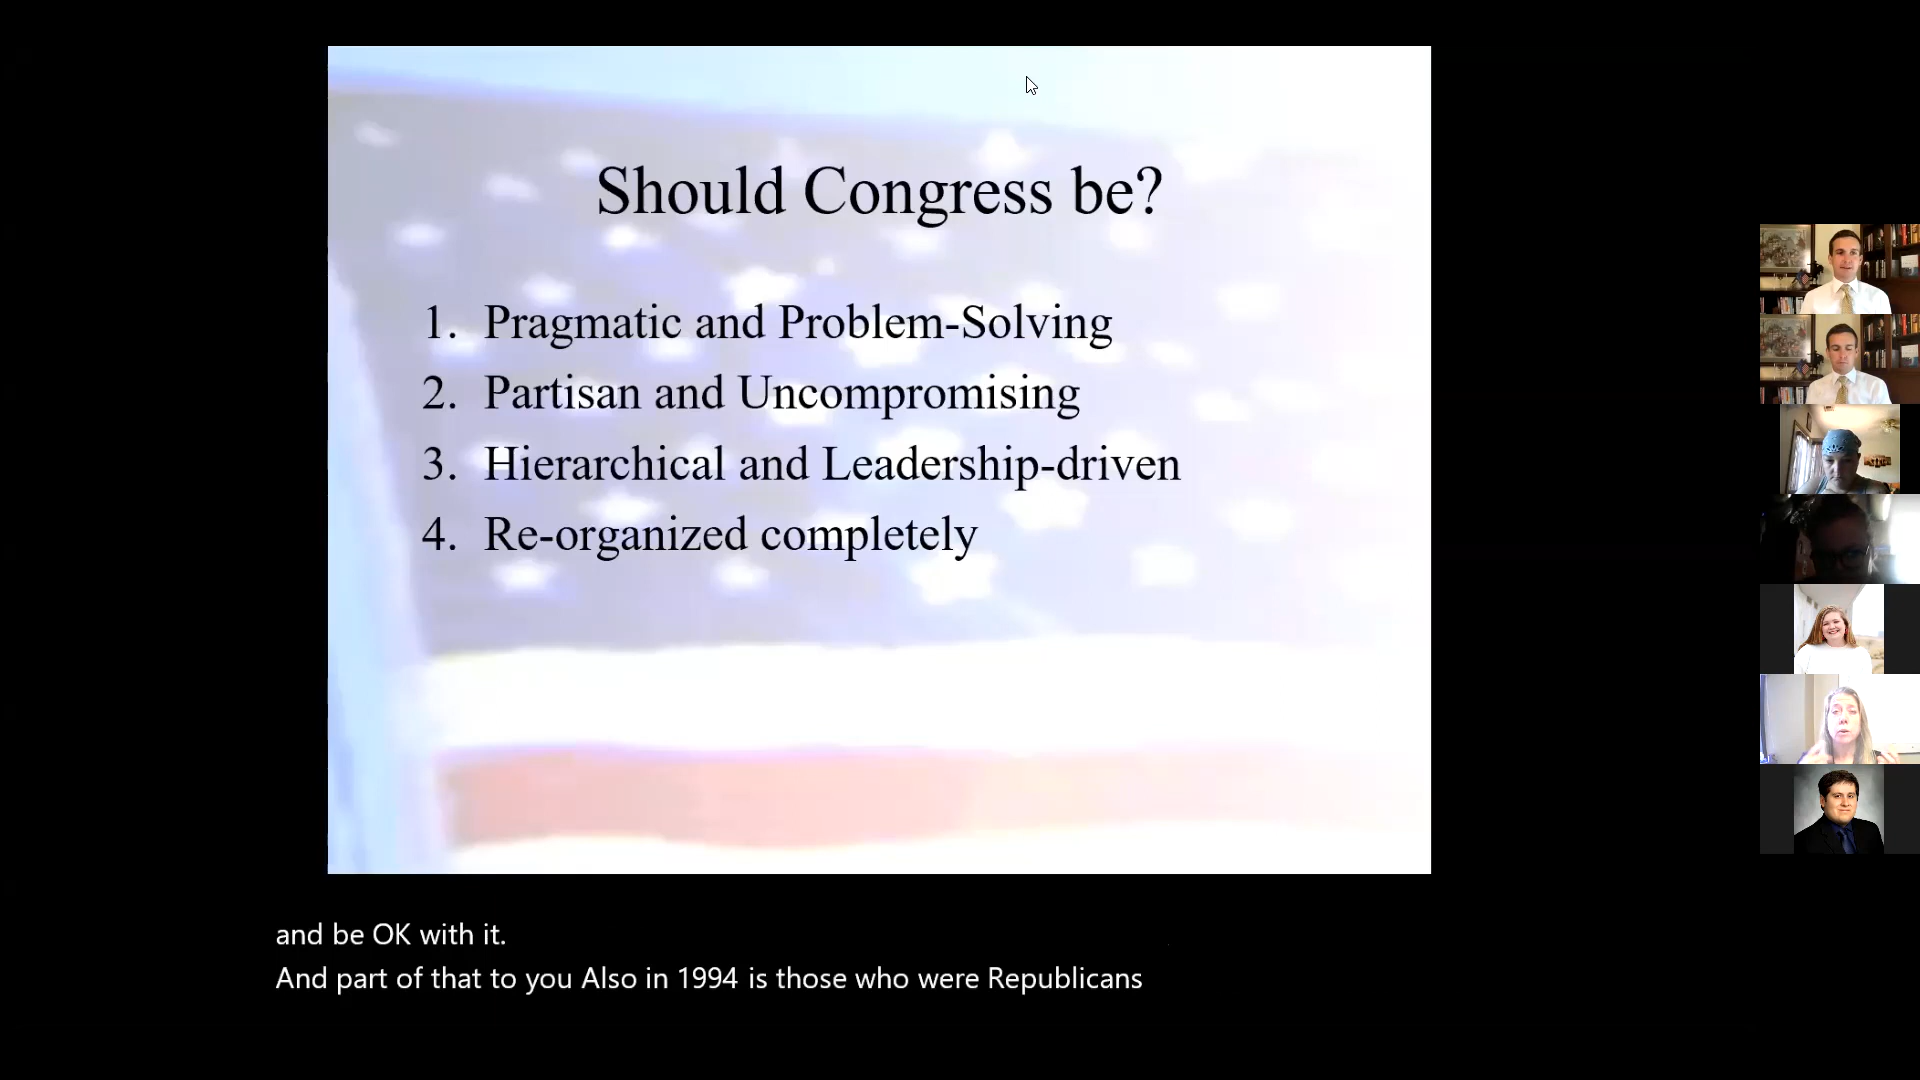 Should Congress be?
1. Pragmatic and Problem-Solving
2. Partisan and Uncompromising
3. Hierarchical and Leadership-driven
4. Re-organized completely
and be OK with it.
And part of that to you Also in 1994 is those who were Republicans